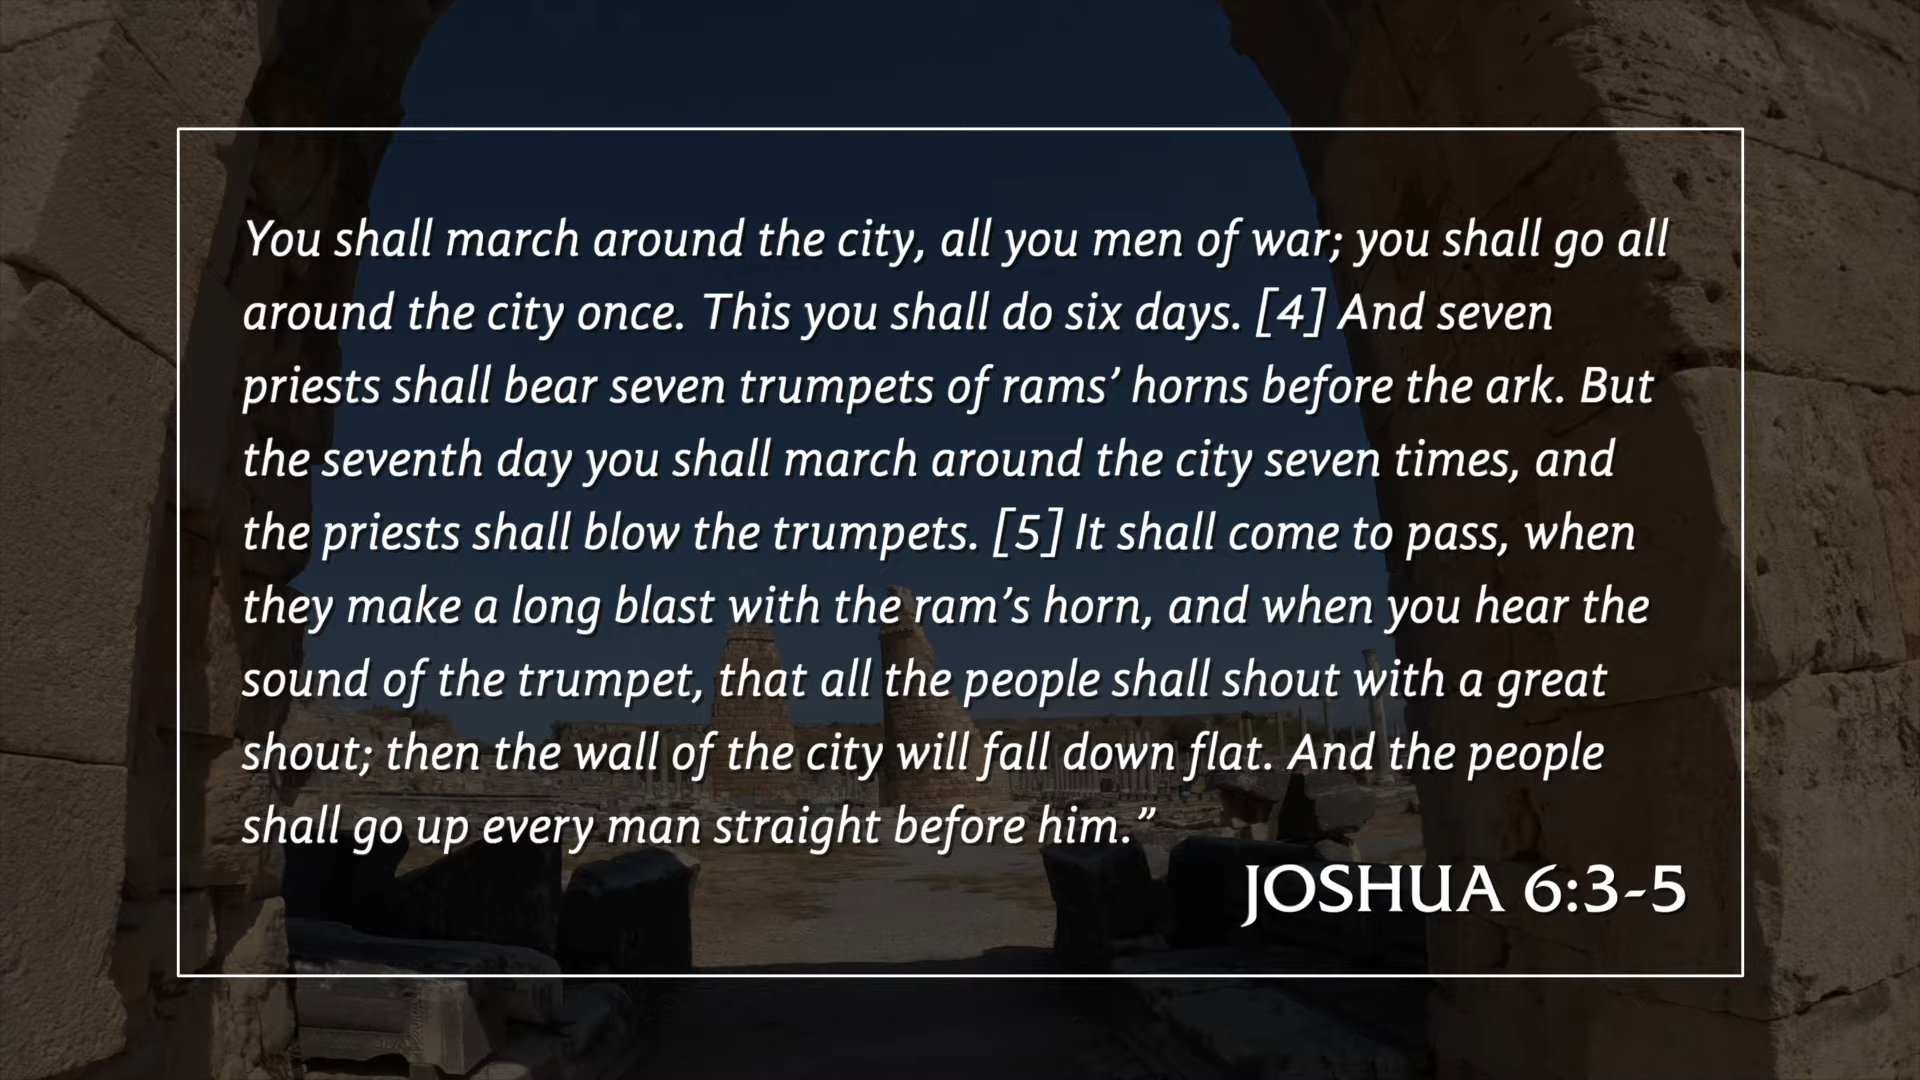 You shall march around the city, all you men of war; you shall go all
around the city once. This you shall do six days. [4] And seven
priests shall bear seven trumpets of rams’ horns before the ark. But
the seventh day you shall march around the city seven times, and
the priests shall blow the trumpets. [5] It shall come to pass, when
they make a long blast with the ram’s horn, and when you hear the
sound of the trumpet, that all the people shall shout with a great
shout; then the wall of the city will fall down flat. And the people
shall go up every man straight before him.”
JOSHUA 6:3-5